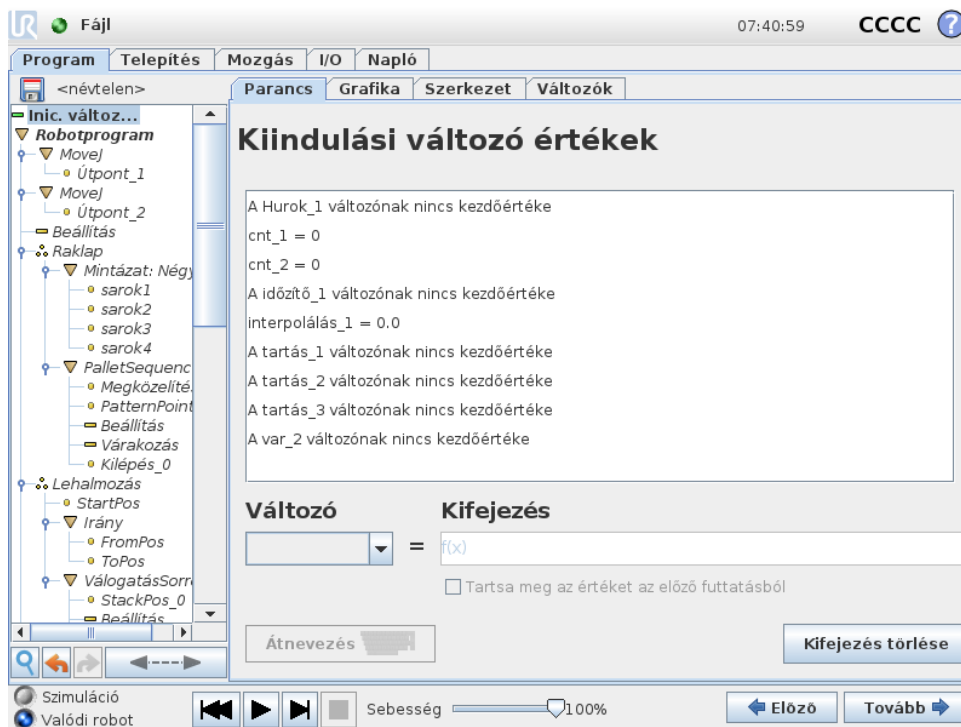 UR Fájl 07:40:59 CCCC ?
Program Telepítés Mozgás I/O Napló
<névtelen>
Parancs Grafika Szerkezet Változók
Inic. változ...
Robotprogram
MoveJ
Útpont_1
MoveJ
Útpont_2
Beállítás
Raklap
Mintázat: Négy
sarok1
sarok2
sarok3
sarok4
PalletSequenc
Megközelítés
PatternPoint
Beállítás
Várakozás
Kilépés_0
Lehalmozás
StartPos
Irány
FromPos
ToPos
VálogatásSorr
StackPos_0
Beállítás
Kiindulási változó értékek
A Hurok_1 változónak nincs kezdőértéke
cnt_1 = 0
cnt_2 = 0
A időzítő_1 változónak nincs kezdőértéke
interpolálás_1 = 0.0
A tartás_1 változónak nincs kezdőértéke
A tartás_2 változónak nincs kezdőértéke
A tartás_3 változónak nincs kezdőértéke
A var_2 változónak nincs kezdőértéke
Változó Kifejezés
= f(x)
Tartsa meg az értéket az előző futtatásból
Átnevezés
Kifejezés törlése
Szimuláció
Valódi robot
Sebesség 100%
Előző Tovább